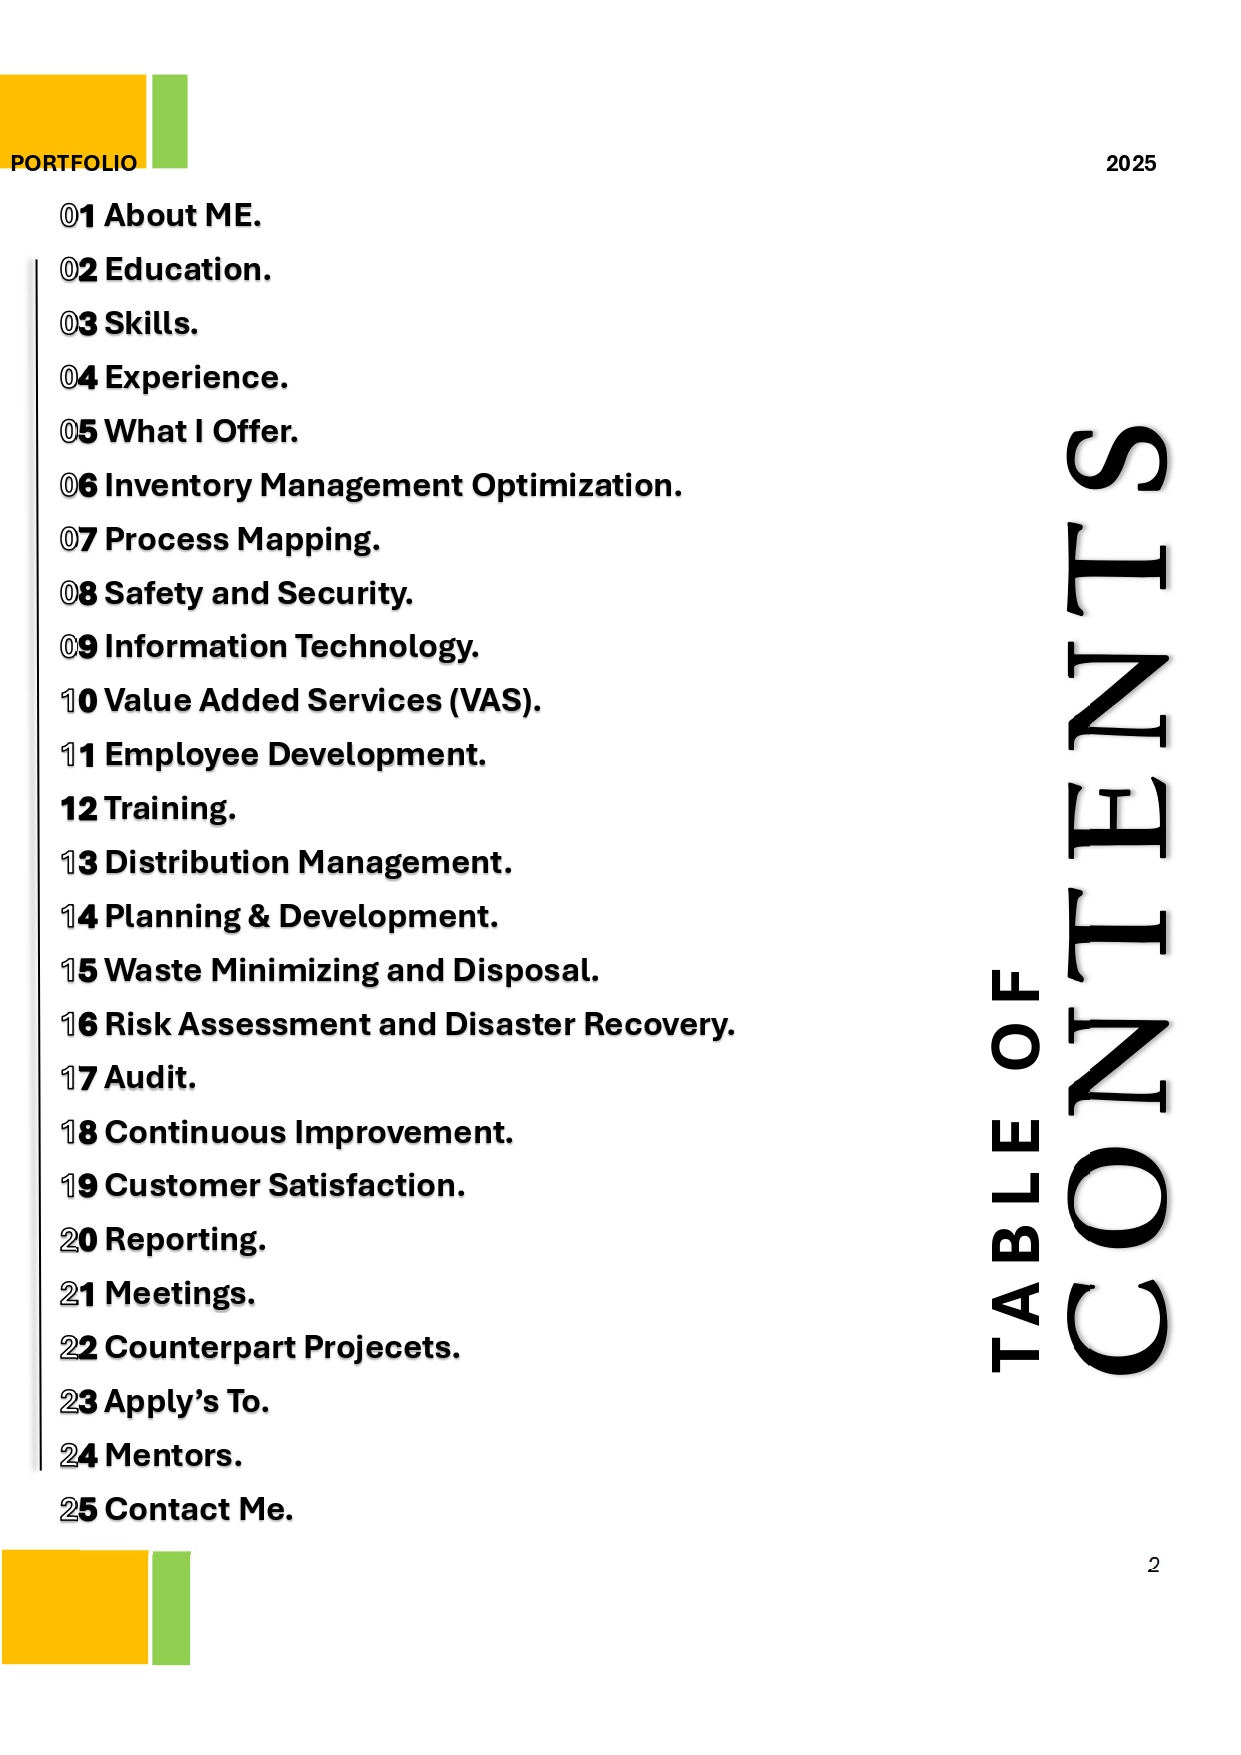 PORTFOLIO
2025
01 About ME.
02 Education.
03 Skills.
04 Experience.
05 What I Offer.
06 Inventory Management Optimization.
07 Process Mapping.
08 Safety and Security.
09 Information Technology.
10 Value Added Services (VAS).
11 Employee Development.
12 Training.
13 Distribution Management.
14 Planning & Development.
15 Waste Minimizing and Disposal.
16 Risk Assessment and Disaster Recovery.
17 Audit.
18 Continuous Improvement.
19 Customer Satisfaction.
20 Reporting.
21 Meetings.
22 Counterpart Projecets.
23 Apply’s To.
24 Mentors.
25 Contact Me.
TABLE OF
CONTENTS
2